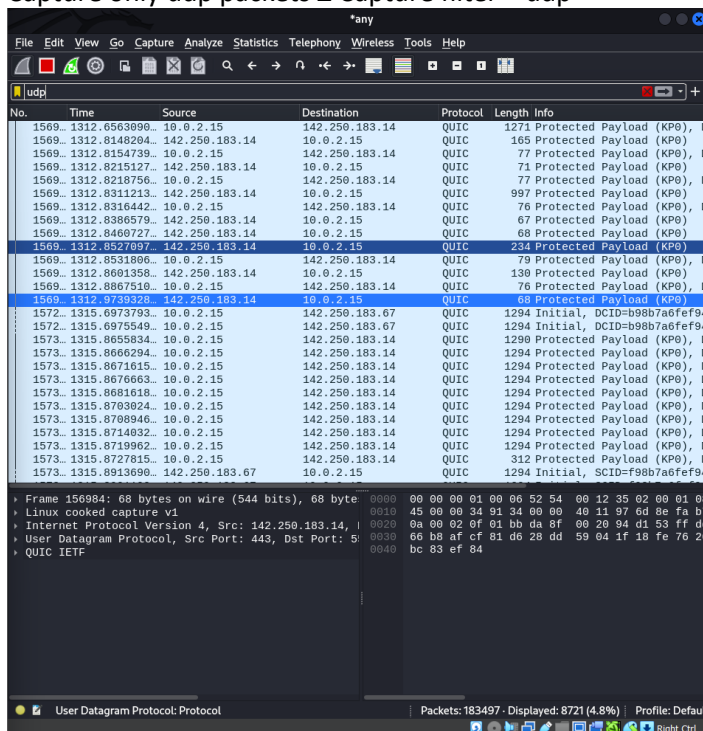 *any
File Edit View Go Capture Analyze Statistics Telephony Wireless Tools Help
udp
No. Time Source Destination Protocol Length Info
1569… 1312.6563090… 10.0.2.15 142.250.183.14 QUIC 1271 Protected Payload (KP0),
1569… 1312.8148204… 142.250.183.14 10.0.2.15 QUIC 165 Protected Payload (KP0)
1569… 1312.8154739… 10.0.2.15 142.250.183.14 QUIC 77 Protected Payload (KP0),
1569… 1312.8215127… 142.250.183.14 10.0.2.15 QUIC 71 Protected Payload (KP0)
1569… 1312.8218756… 10.0.2.15 142.250.183.14 QUIC 77 Protected Payload (KP0),
1569… 1312.8311213… 142.250.183.14 10.0.2.15 QUIC 997 Protected Payload (KP0)
1569… 1312.8316442… 10.0.2.15 142.250.183.14 QUIC 76 Protected Payload (KP0),
1569… 1312.8386579… 142.250.183.14 10.0.2.15 QUIC 67 Protected Payload (KP0)
1569… 1312.8460727… 142.250.183.14 10.0.2.15 QUIC 68 Protected Payload (KP0)
1569… 1312.8527097… 142.250.183.14 10.0.2.15 QUIC 234 Protected Payload (KP0)
1569… 1312.8531806… 10.0.2.15 142.250.183.14 QUIC 79 Protected Payload (KP0),
1569… 1312.8601358… 142.250.183.14 10.0.2.15 QUIC 130 Protected Payload (KP0)
1569… 1312.8867510… 10.0.2.15 142.250.183.14 QUIC 76 Protected Payload (KP0),
1569… 1312.9739328… 142.250.183.14 10.0.2.15 QUIC 68 Protected Payload (KP0)
1572… 1315.6973793… 10.0.2.15 142.250.183.67 QUIC 1294 Initial, DCID=b98b7a6fef94
1572… 1315.6975549… 10.0.2.15 142.250.183.67 QUIC 1294 Initial, DCID=b98b7a6fef94
1573… 1315.8655834… 10.0.2.15 142.250.183.14 QUIC 1290 Protected Payload (KP0),
1573… 1315.8666294… 10.0.2.15 142.250.183.14 QUIC 1294 Protected Payload (KP0),
1573… 1315.8671615… 10.0.2.15 142.250.183.14 QUIC 1294 Protected Payload (KP0),
1573… 1315.8676663… 10.0.2.15 142.250.183.14 QUIC 1294 Protected Payload (KP0),
1573… 1315.8681618… 10.0.2.15 142.250.183.14 QUIC 1294 Protected Payload (KP0),
1573… 1315.8703024… 10.0.2.15 142.250.183.14 QUIC 1294 Protected Payload (KP0),
1573… 1315.8708946… 10.0.2.15 142.250.183.14 QUIC 1294 Protected Payload (KP0),
1573… 1315.8714032… 10.0.2.15 142.250.183.14 QUIC 1294 Protected Payload (KP0),
1573… 1315.8719962… 10.0.2.15 142.250.183.14 QUIC 1294 Protected Payload (KP0),
1573… 1315.8727815… 10.0.2.15 142.250.183.14 QUIC 312 Protected Payload (KP0),
1573… 1315.8913690… 142.250.183.67 10.0.2.15 QUIC 1294 Initial, SCID=f98b7a6fef94
Frame 156984: 68 bytes on wire (544 bits), 68 byte
Linux cooked capture v1
Internet Protocol Version 4, Src: 142.250.183.14,
User Datagram Protocol, Src Port: 443, Dst Port: 5
QUIC IETF
0000 00 00 00 01 00 06 52 54 00 12 35 02 00 01 08
0010 45 00 00 34 91 34 00 00 40 11 97 6d 8e fa b7
0020 0a 00 02 0f 01 bb da 8f 00 20 94 d1 53 ff
0030 66 b8 af cf 81 d6 28 dd 59 04 1f 18 fe 76
0040 bc 83 ef 84
User Datagram Protocol: Protocol
Packets: 183497 · Displayed: 8721 (4.8%)
Profile: Defau
Right Ctrl